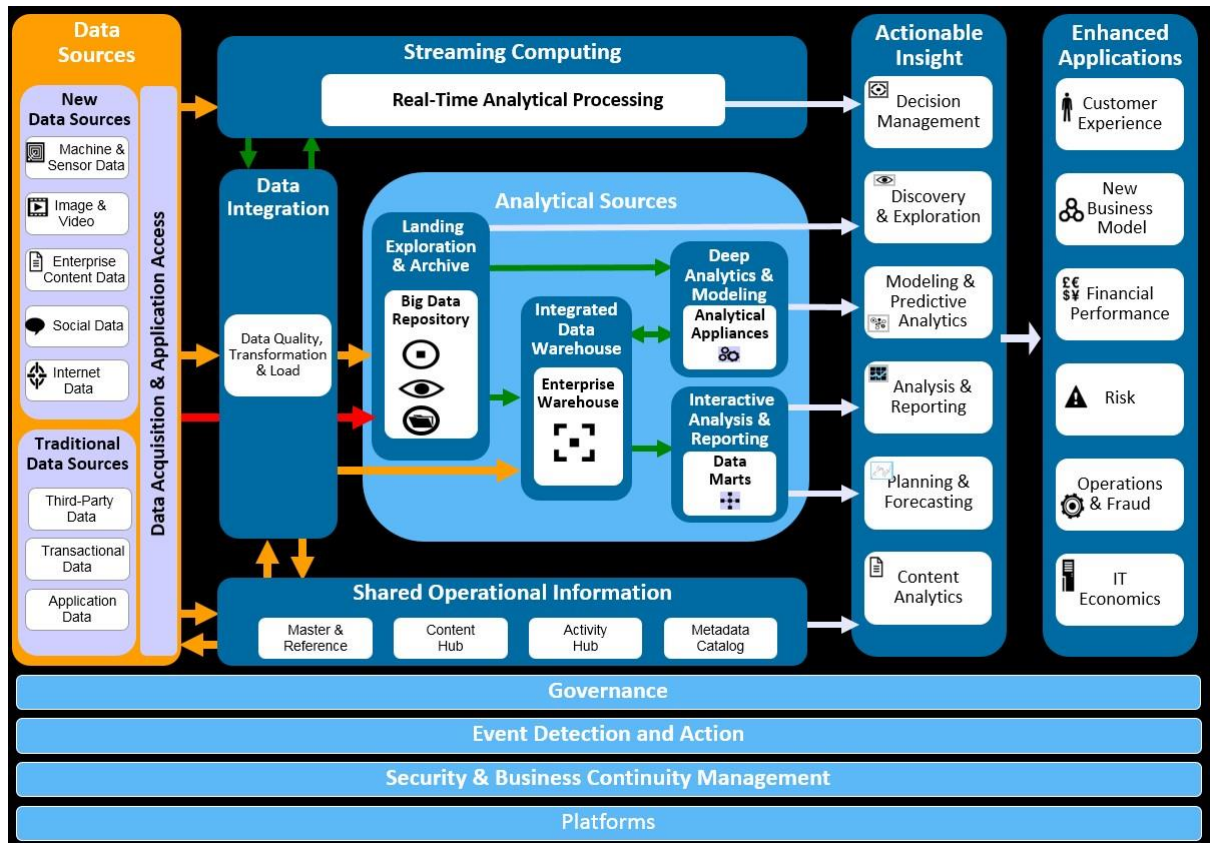 Data
Sources
New
Data Sources
Machine &
Sensor Data
Image &
Video
Enterprise
Content Data
Social Data
Internet
Data
Traditional
Data Sources
Third-Party
Data
Transactional
Data
Application
Data
Data Acquisition & Application Access
Streaming Computing
Real-Time Analytical Processing
Data
Integration
Data Quality,
Transformation
& Load
Analytical Sources
Landing
Exploration
& Archive
Big Data
Repository
Integrated
Data
Warehouse
Enterprise
Warehouse
Deep
Analytics &
Modeling
Analytical
Appliances
Interactive
Analysis &
Reporting
Data
Marts
Shared Operational Information
Master &
Reference
Content
Hub
Activity
Hub
Metadata
Catalog
Actionable
Insight
Decision
Management
Discovery
& Exploration
Modeling &
Predictive
Analytics
Analysis &
Reporting
Planning &
Forecasting
Content
Analytics
Enhanced
Applications
Customer
Experience
New
Business
Model
£€
$¥ Financial
Performance
Risk
Operations
& Fraud
IT
Economics
Governance
Event Detection and Action
Security & Business Continuity Management
Platforms